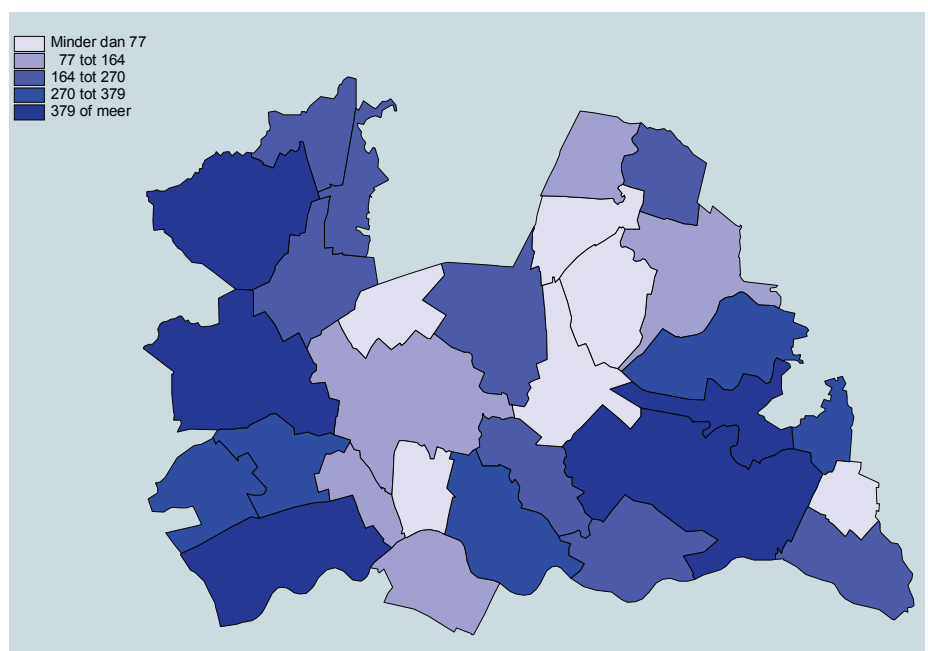 Minder dan 77
77 tot 164
164 tot 270
270 tot 379
379 of meer